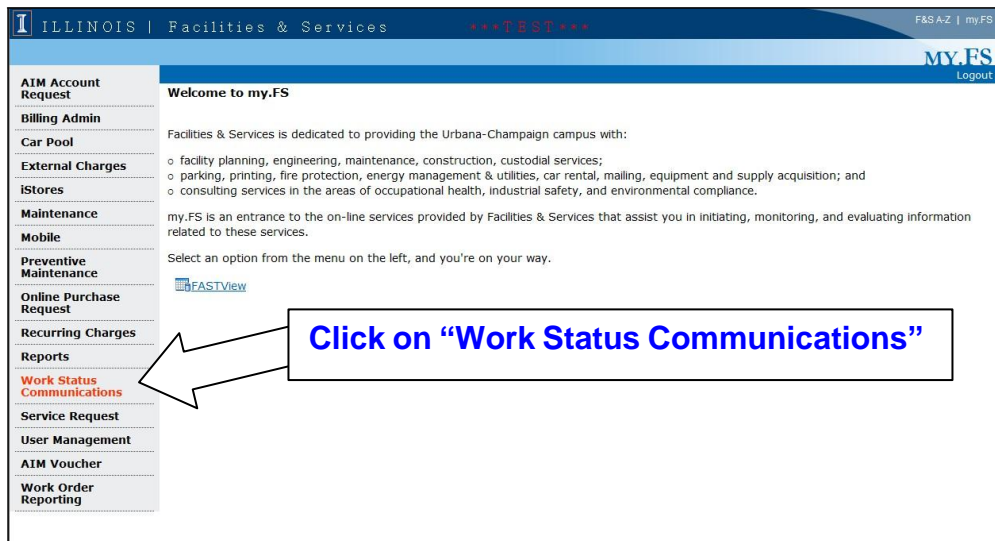 I ILLINOIS | Facilities & Services ***TEST***
F&S A-Z | my.FS
MY.FS
Logout
AIM Account
Request
Billing Admin
Car Pool
External Charges
iStores
Maintenance
Mobile
Preventive
Maintenance
Online Purchase
Request
Recurring Charges
Reports
Work Status
Communications
Service Request
User Management
AIM Voucher
Work Order
Reporting
Welcome to my.FS
Facilities & Services is dedicated to providing the Urbana-Champaign campus with:
o facility planning, engineering, maintenance, construction, custodial services;
o parking, printing, fire protection, energy management & utilities, car rental, mailing, equipment and supply acquisition; and
o consulting services in the areas of occupational health, industrial safety, and environmental compliance.
my.FS is an entrance to the on-line services provided by Facilities & Services that assist you in initiating, monitoring, and evaluating information
related to these services.
Select an option from the menu on the left, and you're on your way.
FASTView
Click on “Work Status Communications”